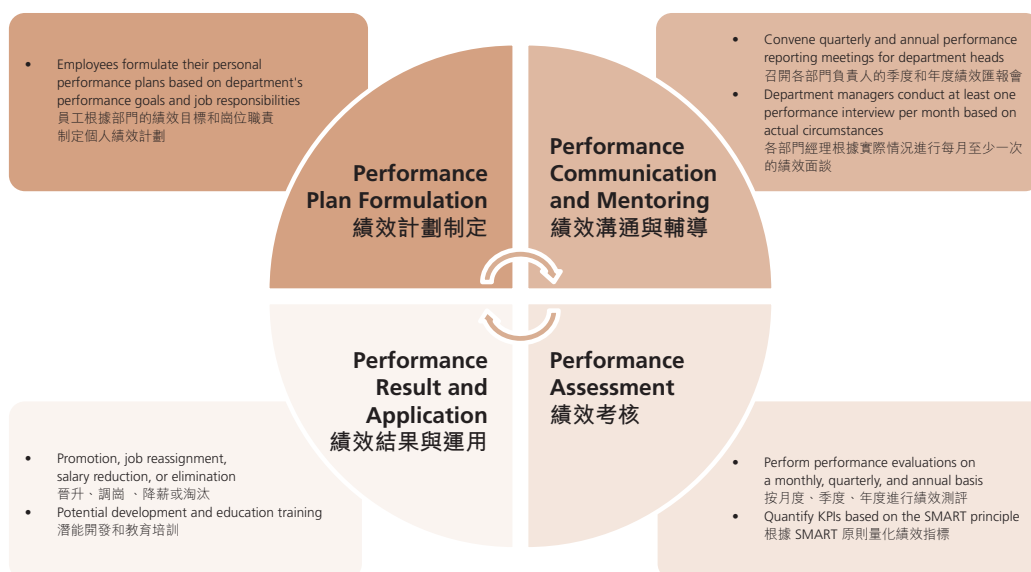 • Employees formulate their personal
performance plans based on department's
performance goals and job responsibilities
員工根據部門的績效目標和崗位職責
制定個人績效計劃
• Convene quarterly and annual performance
reporting meetings for department heads
召開各部門負責人的季度和年度績效匯報會
• Department managers conduct at least one
performance interview per month based on
actual circumstances
各部門經理根據實際情況進行每月至少一次
的績效面談
Performance
Plan Formulation
績效計劃制定
Performance
Communication
and Mentoring
績效溝通與輔導
Performance
Result and
Application
績效結果與運用
Performance
Assessment
績效考核
• Promotion, job reassignment,
salary reduction, or elimination
晉升、調崗 、降薪或淘汰
• Potential development and education training
潛能開發和教育培訓
• Perform performance evaluations on
a monthly, quarterly, and annual basis
按月度、季度、年度進行績效測評
• Quantify KPIs based on the SMART principle
根據 SMART 原則量化績效指標